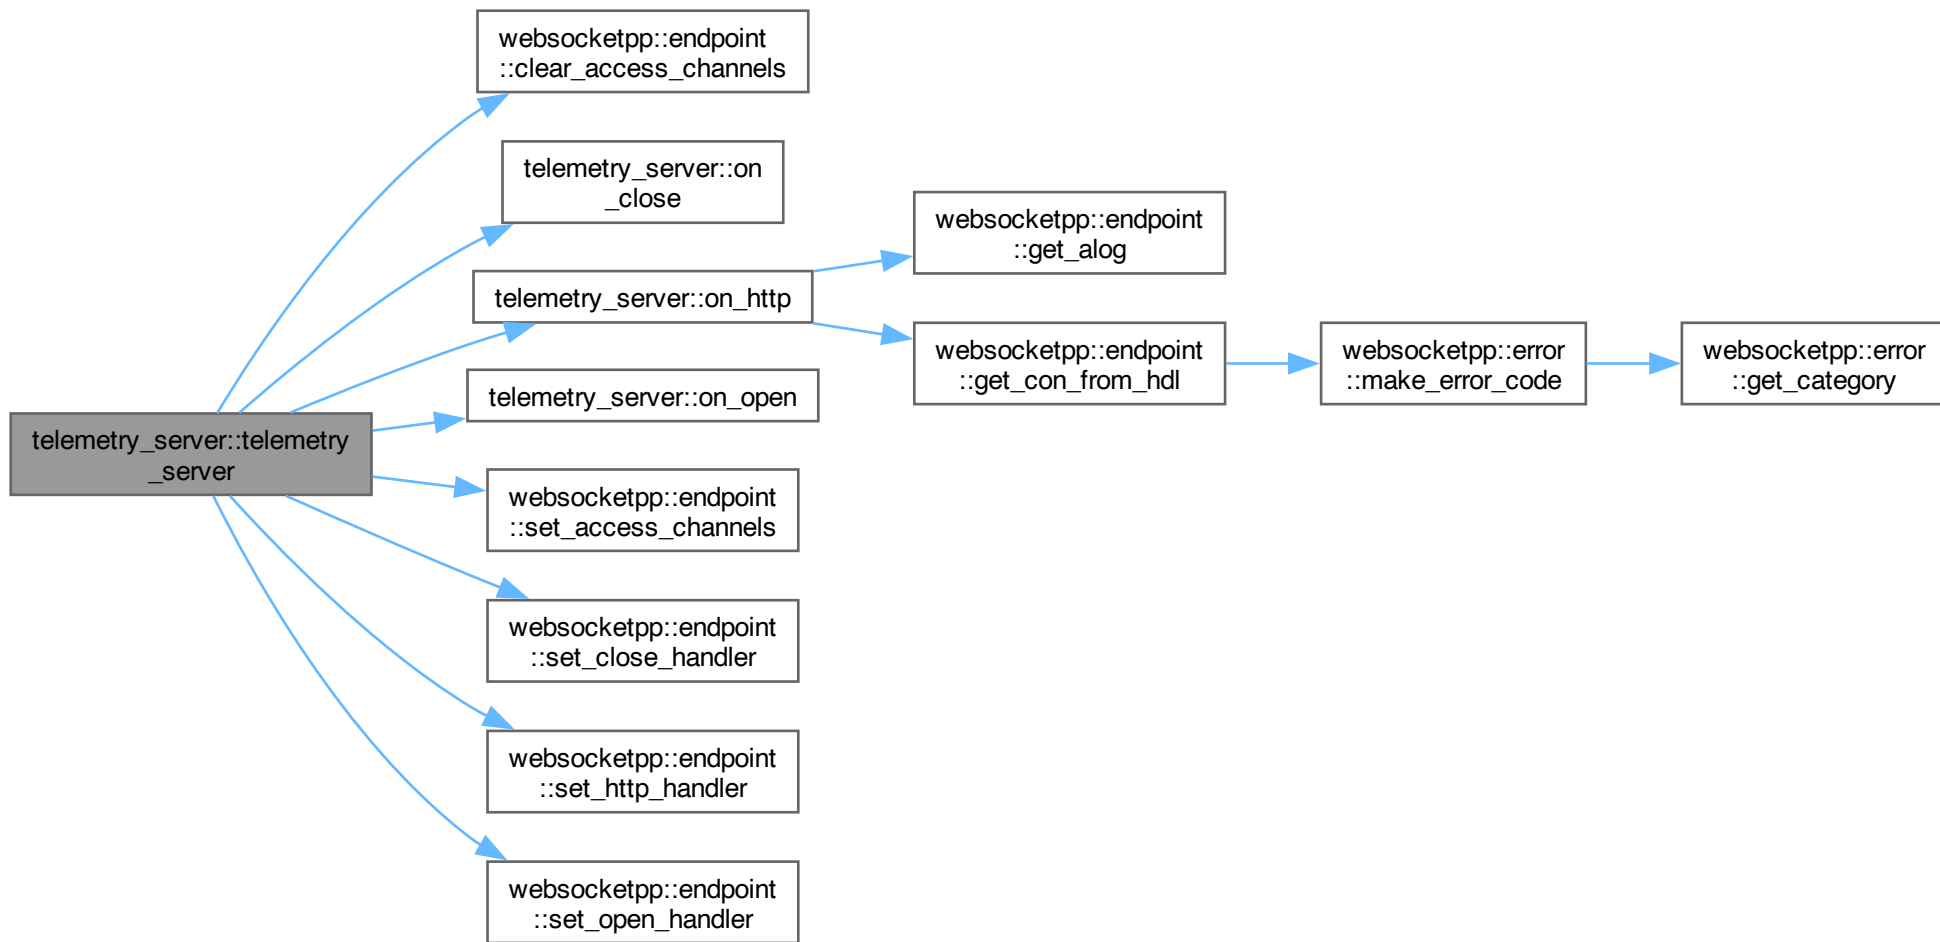 websocketpp::endpoint
::clear_access_channels
telemetry_server::on
_close
websocketpp::endpoint
::get_alog
telemetry_server::on_http
websocketpp::endpoint
::get_con_from_hdl
websocketpp::error
::make_error_code
websocketpp::error
::get_category
telemetry_server::on_open
telemetry_server::telemetry
_server
websocketpp::endpoint
::set_access_channels
websocketpp::endpoint
::set_close_handler
websocketpp::endpoint
::set_http_handler
websocketpp::endpoint
::set_open_handler